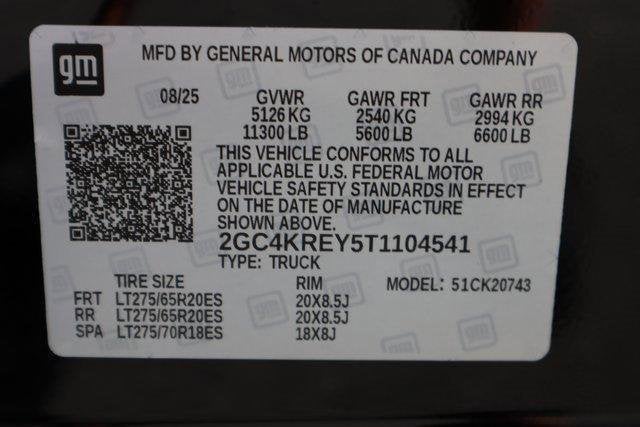 gm
MFD BY GENERAL MOTORS OF CANADA COMPANY
08/25 GVWR GAWR FRT GAWR RR
5126 KG 2540 KG 2994 KG
11300 LB 5600 LB 6600 LB
THIS VEHICLE CONFORMS TO ALL
APPLICABLE U.S. FEDERAL MOTOR
VEHICLE SAFETY STANDARDS IN EFFECT
ON THE DATE OF MANUFACTURE
SHOWN ABOVE.
2GC4KREY5T1104541
TYPE: TRUCK
TIRE SIZE RIM MODEL: 51CK20743
FRT LT275/65R20ES 20X8.5J
RR LT275/65R20ES 20X8.5J
SPA LT275/70R18ES 18X8J